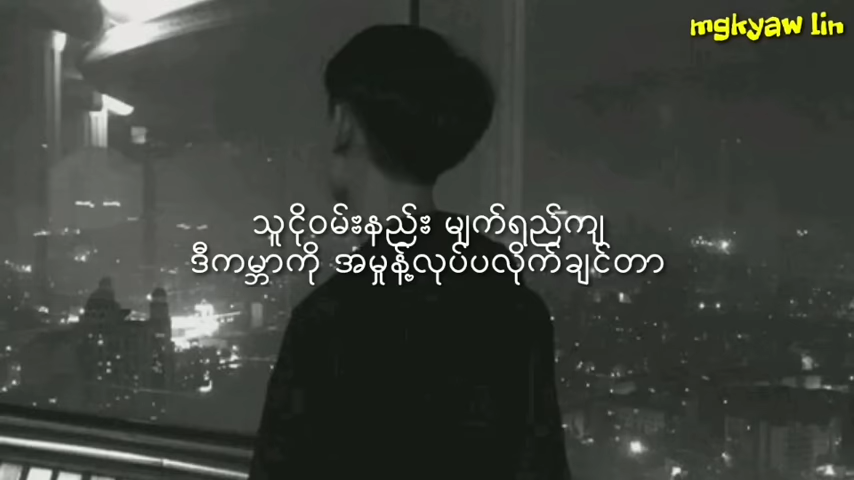 mgkyaw lin
သူငိုဝမ်းနည်း မျက်ရည်ကျ
ဒီကမ္ဘာကို အမှုန့်လုပ်ပလိုက်ချင်တာ